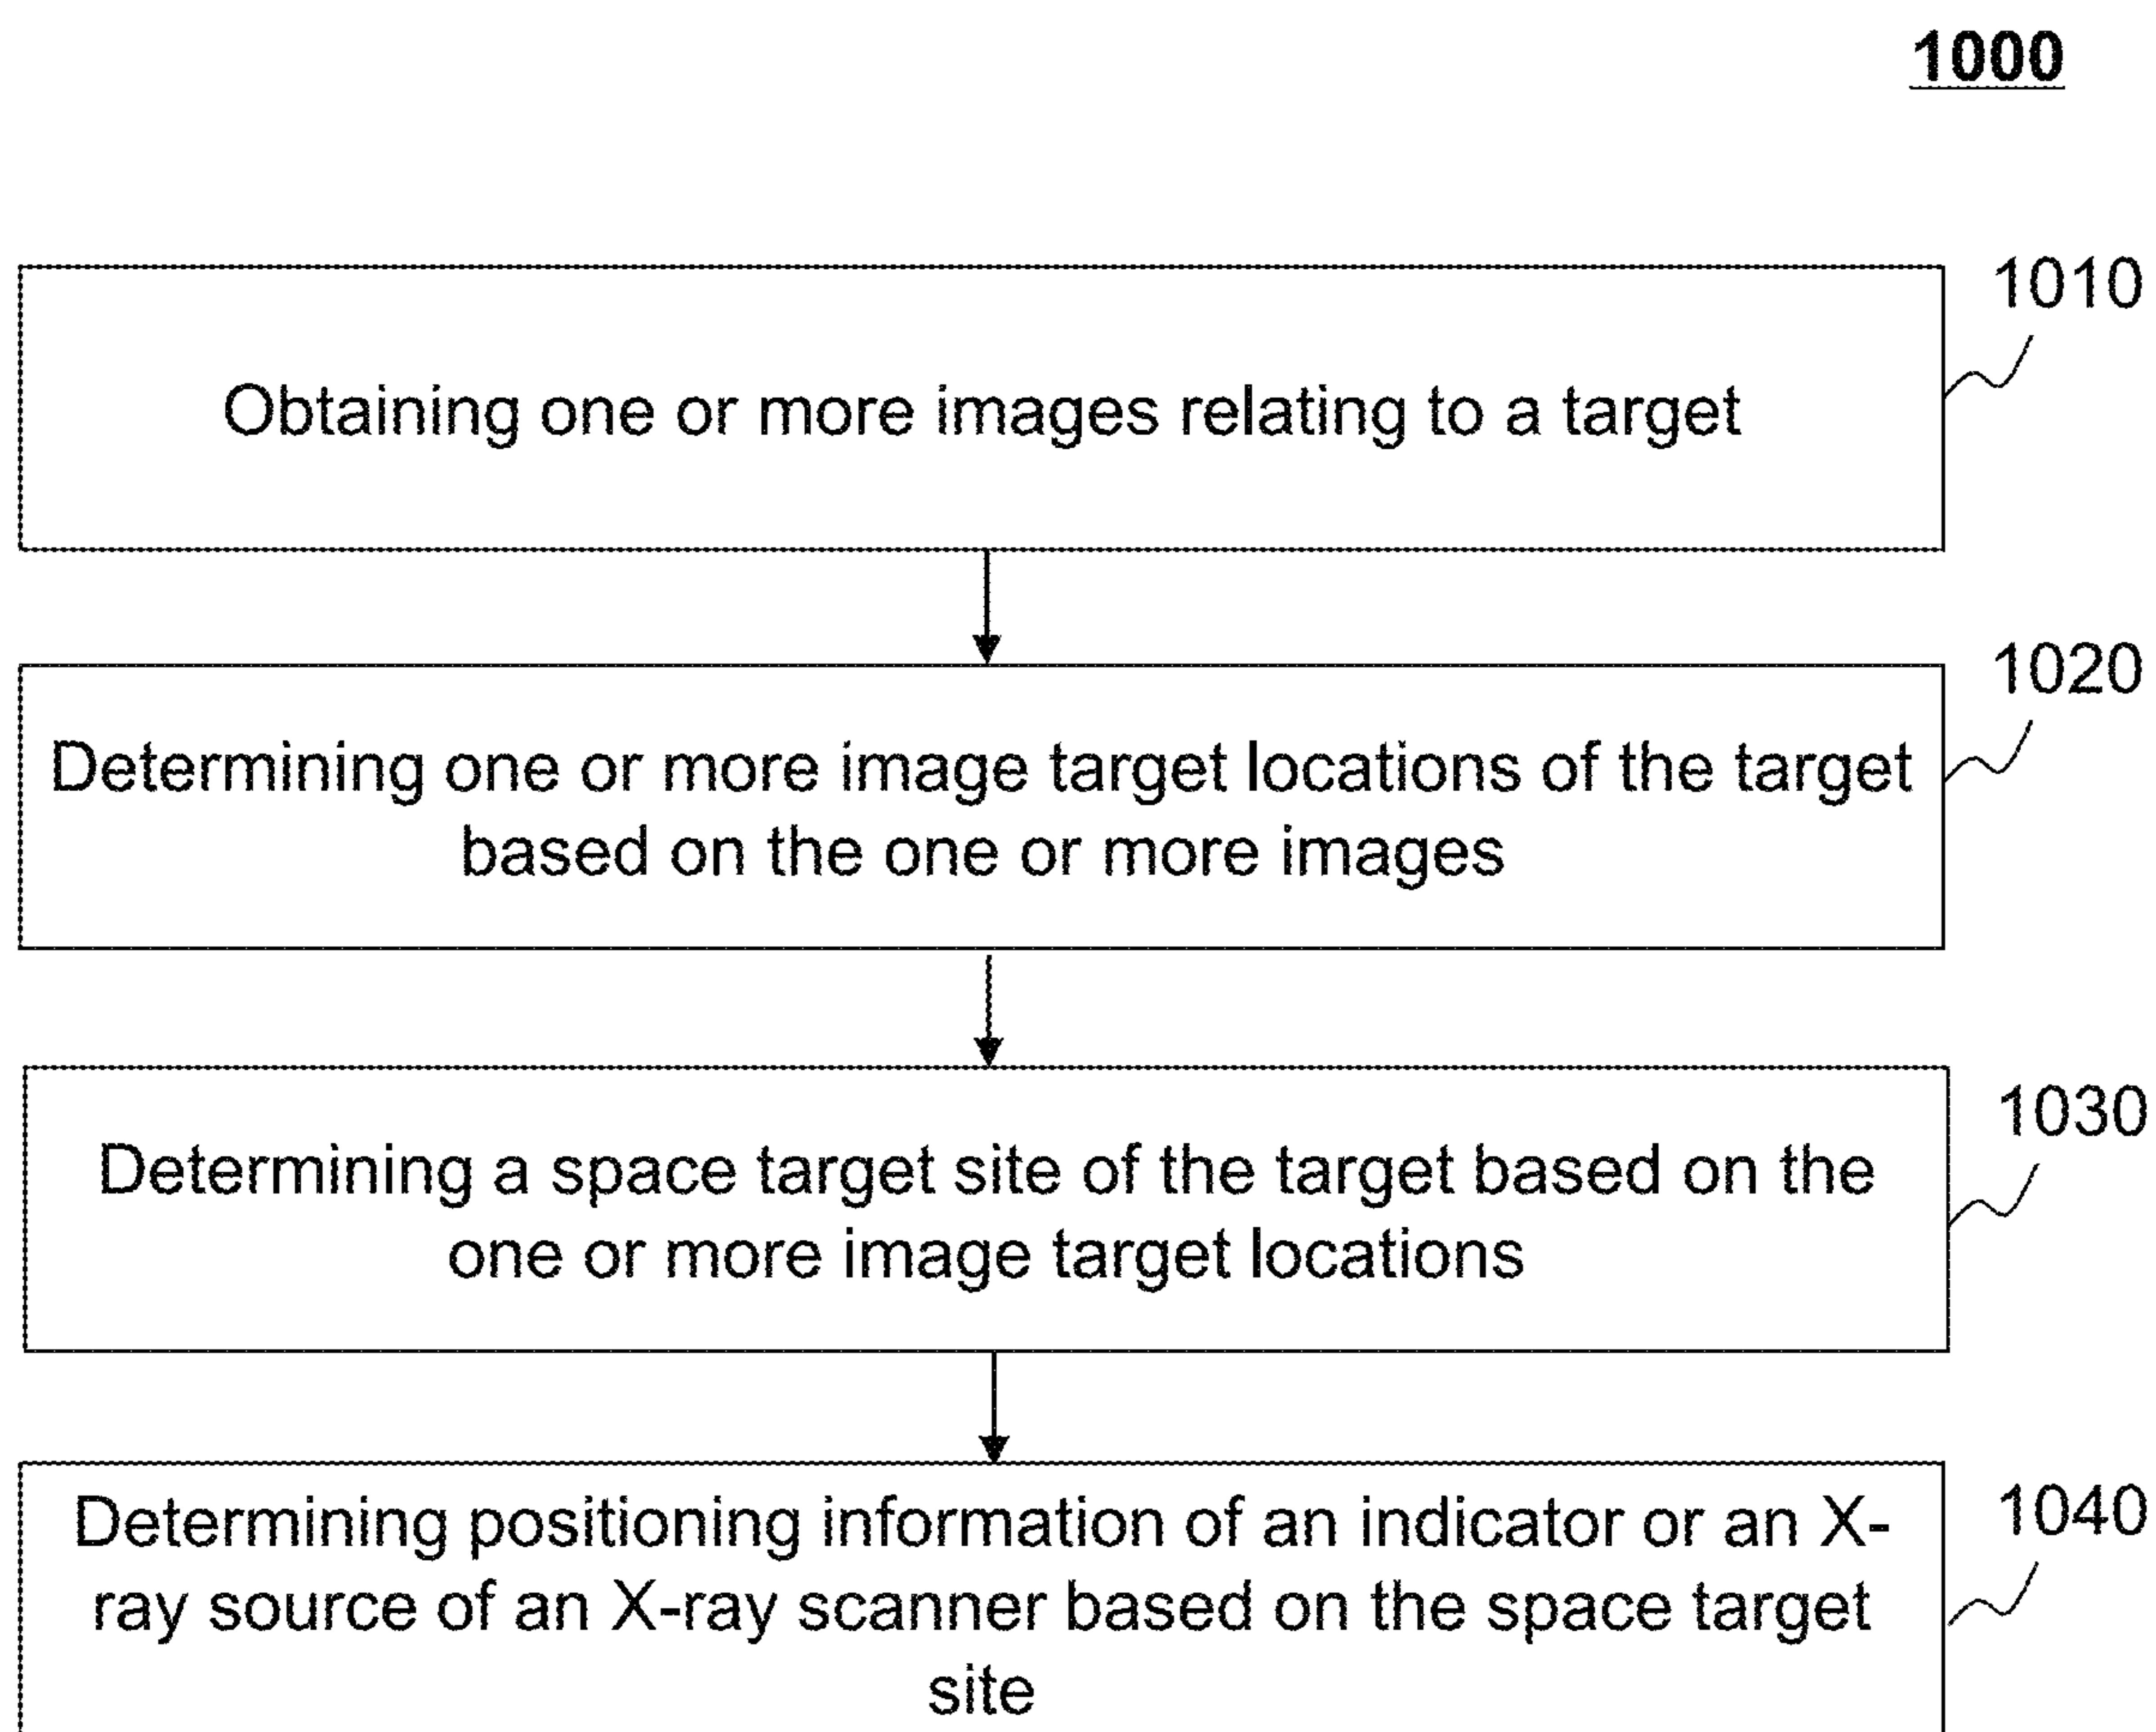 1000
1010
Obtaining one or more images relating to a target
1020
Determining one or more image target locations of the target
based on the one or more images
1030
Determining a space target site of the target based on the
one or more image target locations
1040
Determining positioning information of an indicator or an X-
ray source of an X-ray scanner based on the space target
site